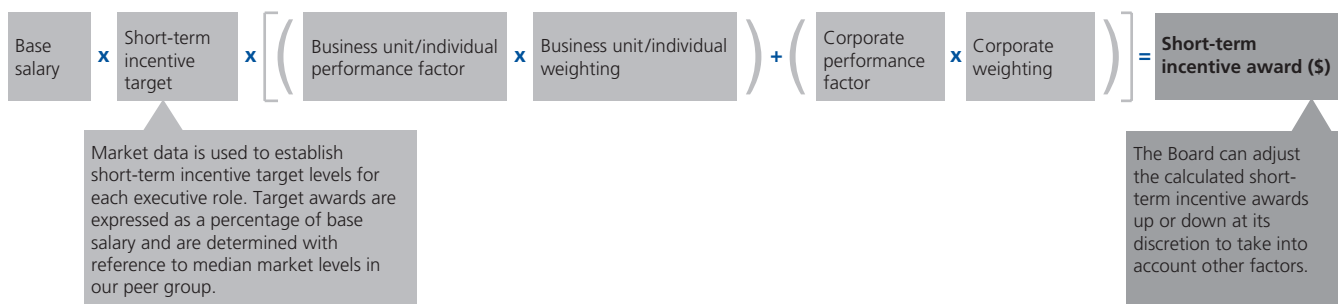 Base
salary
x
Short-term
incentive
target
x
[(
Business unit/individual
performance factor
x
Business unit/individual
weighting
)
+
(
Corporate
performance
factor
x
Corporate
weighting
)]
=
Short-term
incentive award ($)
Market data is used to establish
short-term incentive target levels for
each executive role. Target awards are
expressed as a percentage of base
salary and are determined with
reference to median market levels in
our peer group.
The Board can adjust
the calculated short-
term incentive awards
up or down at its
discretion to take into
account other factors.